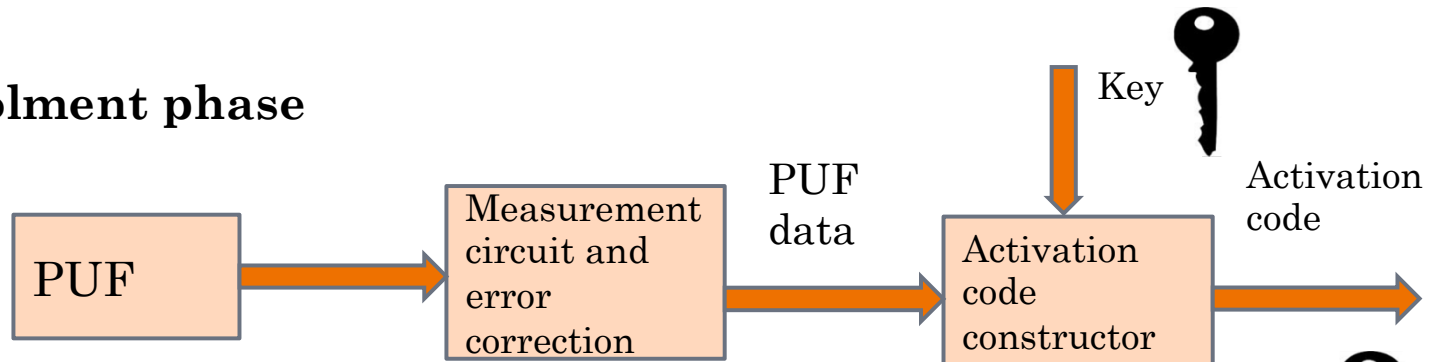 olment phase
Key
PUF
data
Activation
code
PUF
Measurement
circuit and
error
correction
Activation
code
constructor